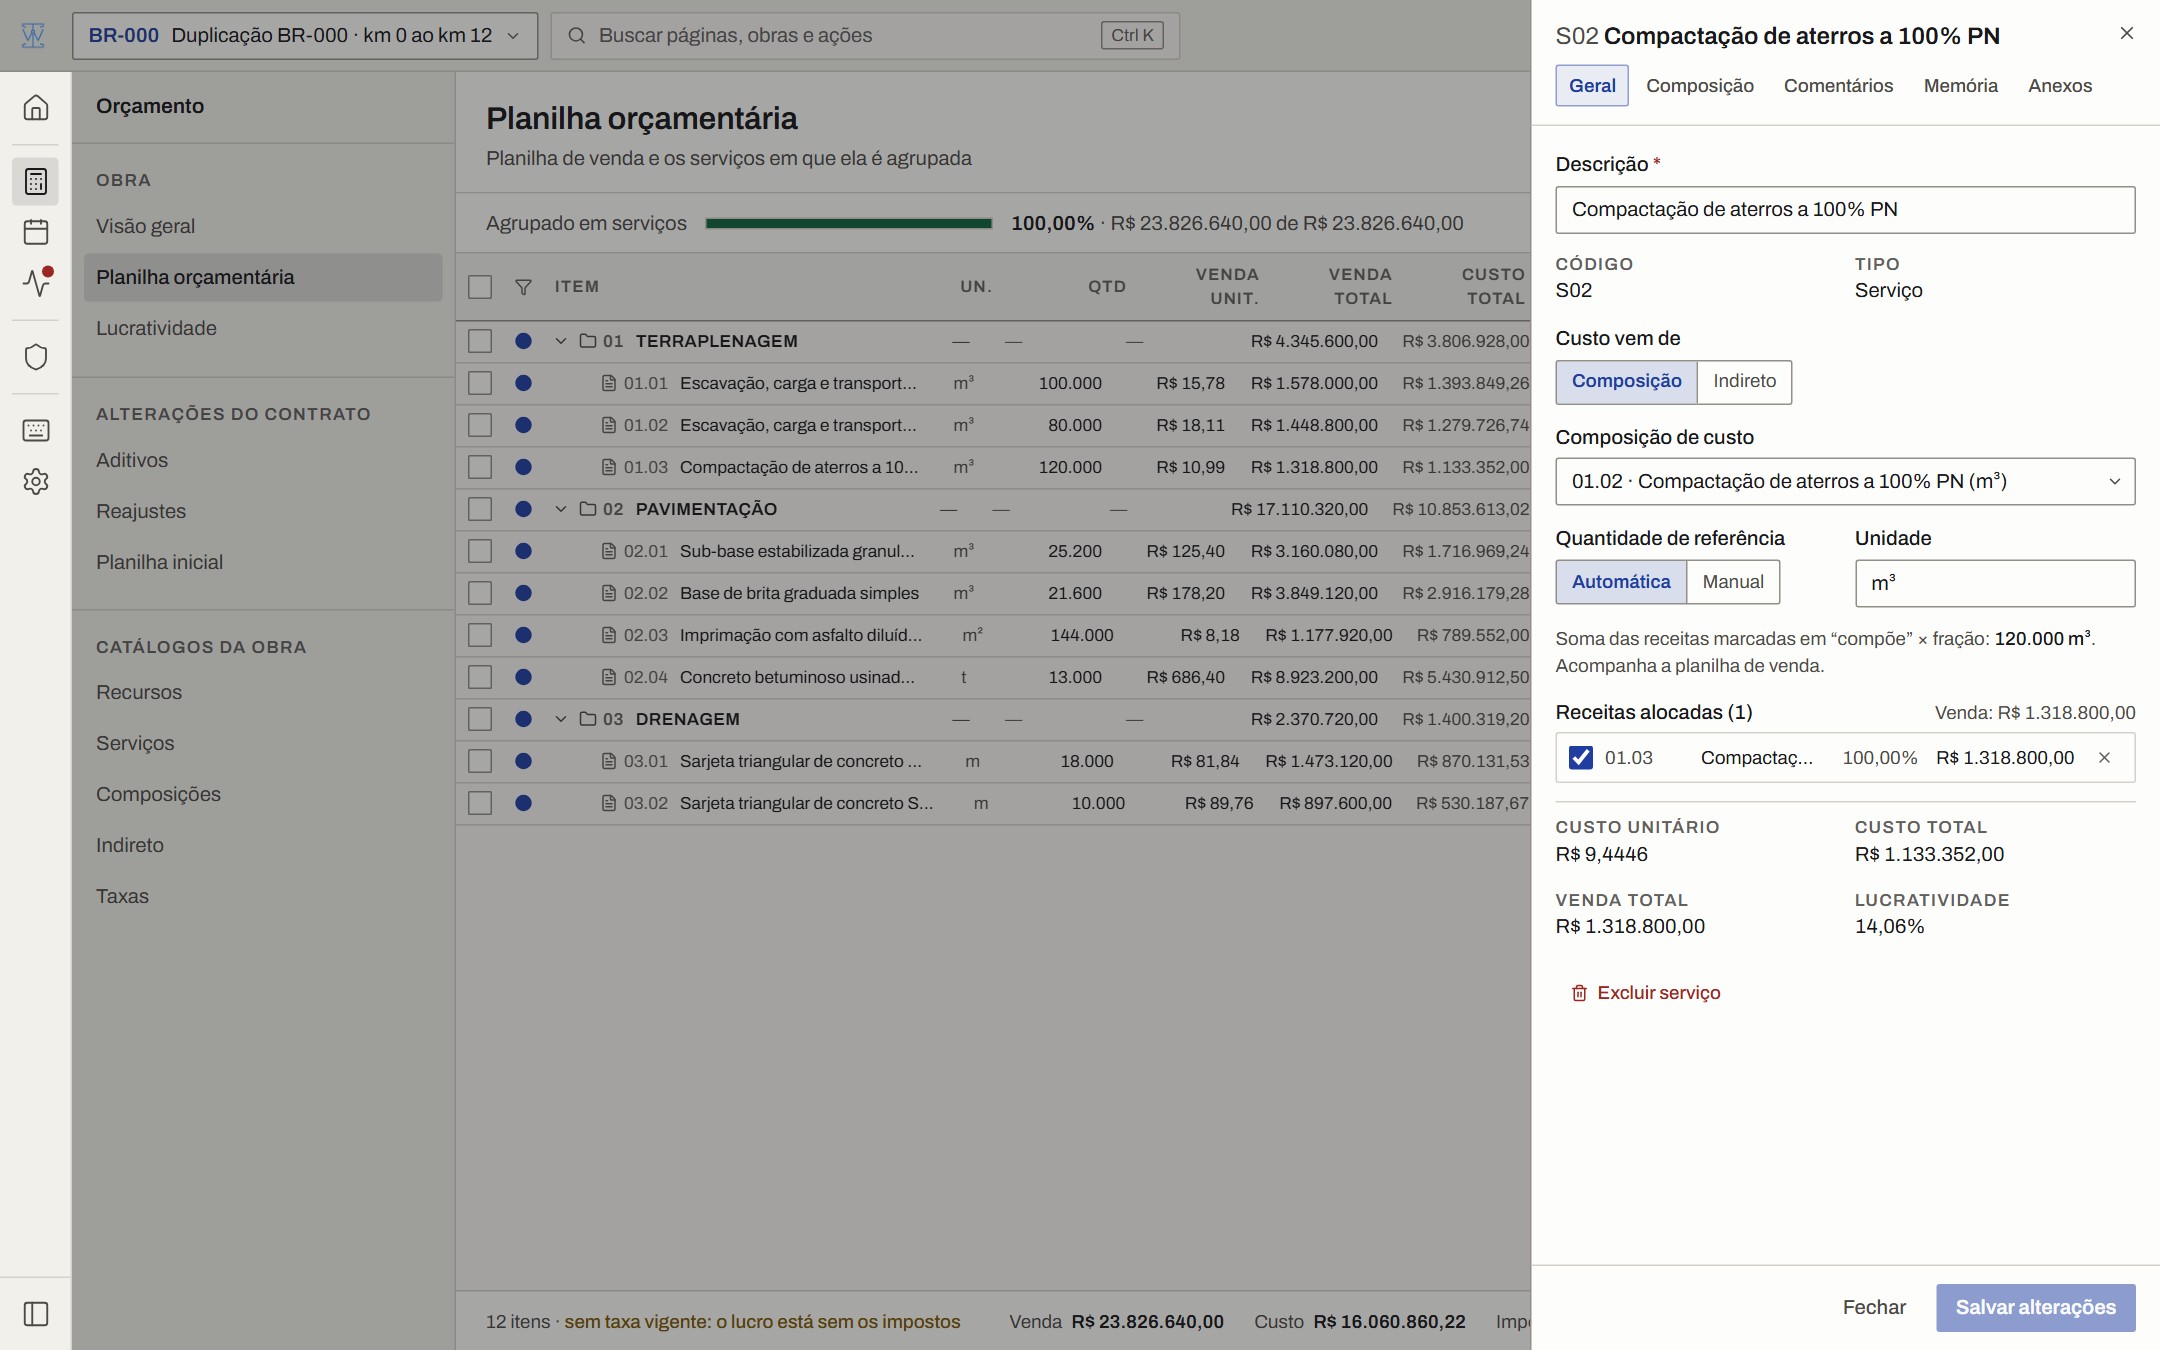 BR-000 Duplicação BR-000 · km 0 ao km 12
Buscar páginas, obras e ações
Ctrl K
Orçamento
OBRA
Visão geral
Planilha orçamentária
Lucratividade
ALTERAÇÕES DO CONTRATO
Aditivos
Reajustes
Planilha inicial
CATÁLOGOS DA OBRA
Recursos
Serviços
Composições
Indireto
Taxas
Planilha orçamentária
Planilha de venda e os serviços em que ela é agrupada
Agrupado em serviços 100,00% · R$ 23.826.640,00 de R$ 23.826.640,00
ITEM UN. QTD VENDA UNIT. VENDA TOTAL CUSTO TOTAL
01 TERRAPLENAGEM — — — R$ 4.345.600,00 R$ 3.806.928,00
01.01 Escavação, carga e transport... m³ 100.000 R$ 15,78 R$ 1.578.000,00 R$ 1.393.849,26
01.02 Escavação, carga e transport... m³ 80.000 R$ 18,11 R$ 1.448.800,00 R$ 1.279.726,74
01.03 Compactação de aterros a 10... m³ 120.000 R$ 10,99 R$ 1.318.800,00 R$ 1.133.352,00
02 PAVIMENTAÇÃO — — — R$ 17.110.320,00 R$ 10.853.613,02
02.01 Sub-base estabilizada granul... m³ 25.200 R$ 125,40 R$ 3.160.080,00 R$ 1.716.969,24
02.02 Base de brita graduada simples m³ 21.600 R$ 178,20 R$ 3.849.120,00 R$ 2.916.179,28
02.03 Imprimação com asfalto diluíd... m² 144.000 R$ 8,18 R$ 1.177.920,00 R$ 789.552,00
02.04 Concreto betuminoso usinad... t 13.000 R$ 686,40 R$ 8.923.200,00 R$ 5.430.912,50
03 DRENAGEM — — — R$ 2.370.720,00 R$ 1.400.319,20
03.01 Sarjeta triangular de concreto ... m 18.000 R$ 81,84 R$ 1.473.120,00 R$ 870.131,53
03.02 Sarjeta triangular de concreto S... m 10.000 R$ 89,76 R$ 897.600,00 R$ 530.187,67
12 itens · sem taxa vigente: o lucro está sem os impostos Venda R$ 23.826.640,00 Custo R$ 16.060.860,22 Imp
S02 Compactação de aterros a 100% PN
Geral Composição Comentários Memória Anexos
Descrição *
Compactação de aterros a 100% PN
CÓDIGO TIPO
S02 Serviço
Custo vem de
Composição Indireto
Composição de custo
01.02 · Compactação de aterros a 100% PN (m³)
Quantidade de referência Unidade
Automática Manual m³
Soma das receitas marcadas em “compõe” × fração: 120.000 m³.
Acompanha a planilha de venda.
Receitas alocadas (1) Venda: R$ 1.318.800,00
01.03 Compactaç... 100,00% R$ 1.318.800,00
CUSTO UNITÁRIO CUSTO TOTAL
R$ 9,4446 R$ 1.133.352,00
VENDA TOTAL LUCRATIVIDADE
R$ 1.318.800,00 14,06%
Excluir serviço
Fechar Salvar alterações